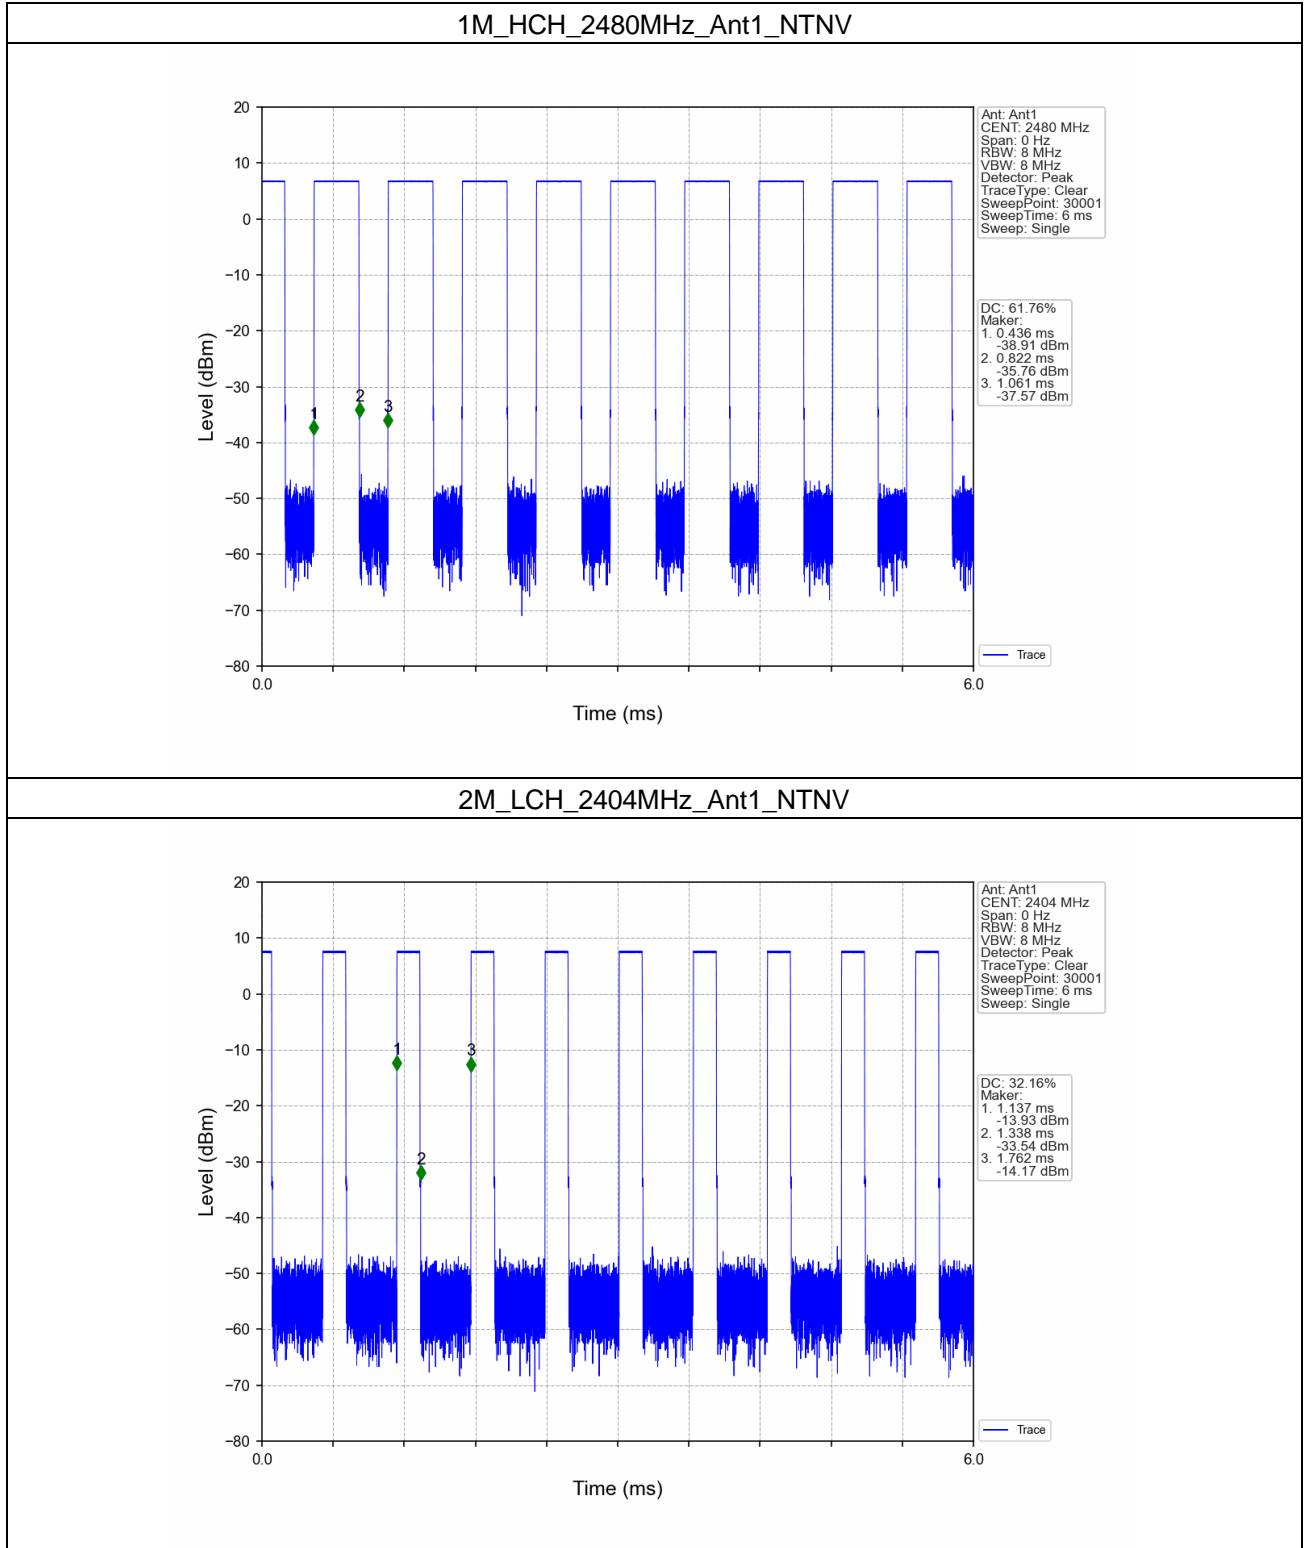 1M_HCH_2480MHz_Ant1_NTNV
20
10
0
−10
−20
−30
−40
−50
−60
−70
−80
Level (dBm)
1
2
3
0.0
6.0
Time (ms)
Ant: Ant1
CENT: 2480 MHz
Span: 0 Hz
RBW: 8 MHz
VBW: 8 MHz
Detector: Peak
TraceType: Clear
SweepPoint: 30001
SweepTime: 6 ms
Sweep: Single
DC: 61.76%
Maker:
1. 0.436 ms
-38.91 dBm
2. 0.822 ms
-35.76 dBm
3. 1.061 ms
-37.57 dBm
Trace
2M_LCH_2404MHz_Ant1_NTNV
20
10
0
−10
−20
−30
−40
−50
−60
−70
−80
Level (dBm)
1
2
3
0.0
6.0
Time (ms)
Ant: Ant1
CENT: 2404 MHz
Span: 0 Hz
RBW: 8 MHz
VBW: 8 MHz
Detector: Peak
TraceType: Clear
SweepPoint: 30001
SweepTime: 6 ms
Sweep: Single
DC: 32.16%
Maker:
1. 1.137 ms
-13.93 dBm
2. 1.338 ms
-33.54 dBm
3. 1.762 ms
-14.17 dBm
Trace